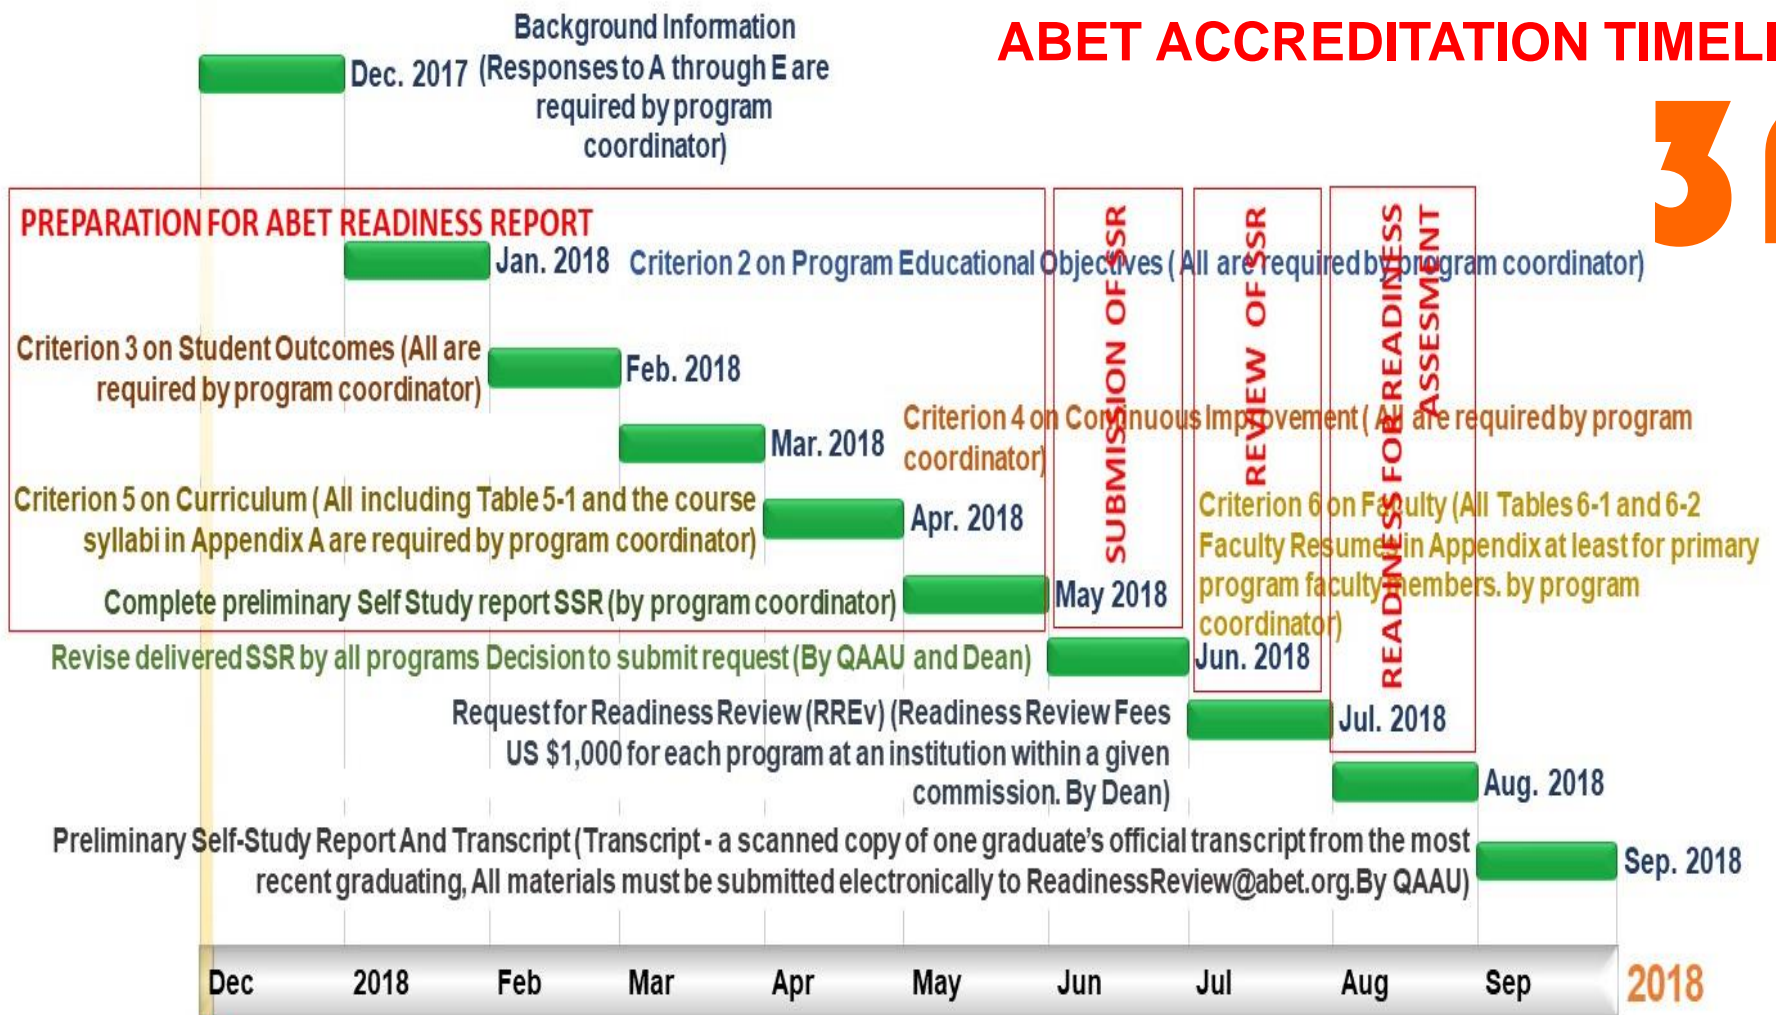 Background Information
(Responses to A through E are
required by program
coordinator)
Dec. 2017
ABET ACCREDITATION TIMELI
3
PREPARATION FOR ABET READINESS REPORT
Jan. 2018
Criterion 2 on Program Educational Objectives ( All are required by program coordinator)
SUBMISSION OF SSR
REVIEW OF SSR
READINESS FOR READINESS
ASSESMENT
Criterion 3 on Student Outcomes (All are
required by program coordinator)
Feb. 2018
Mar. 2018
Criterion 4 on Continuous Improvement ( All are required by program
coordinator)
Criterion 5 on Curriculum ( All including Table 5-1 and the course
syllabi in Appendix A are required by program coordinator)
Apr. 2018
Criterion 6 on Faculty (All Tables 6-1 and 6-2
Faculty Resumes in Appendix at least for primary
program faculty members. by program
coordinator)
Complete preliminary Self Study report SSR (by program coordinator)
May 2018
Revise delivered SSR by all programs Decision to submit request (By QAAU and Dean)
Jun. 2018
Request for Readiness Review (RREv) (Readiness Review Fees
US $1,000 for each program at an institution within a given
commission. By Dean)
Jul. 2018
Aug. 2018
Preliminary Self-Study Report And Transcript (Transcript - a scanned copy of one graduate's official transcript from the most
recent graduating, All materials must be submitted electronically to ReadinessReview@abet.org.By QAAU)
Sep. 2018
Dec 2018 Feb Mar Apr May Jun Jul Aug Sep 2018